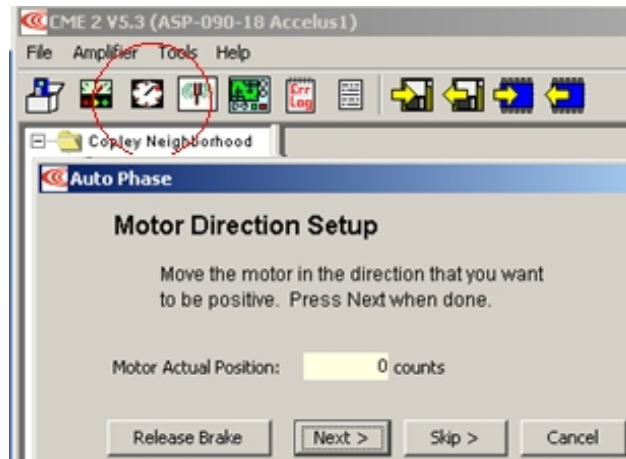 CME 2 V5.3 (ASP-090-18 Accelus1)
File Amplifier Tools Help
Err Log
Copley Neighborhood
Auto Phase
Motor Direction Setup
Move the motor in the direction that you want
to be positive. Press Next when done.
Motor Actual Position: 0 counts
Release Brake Next > Skip > Cancel